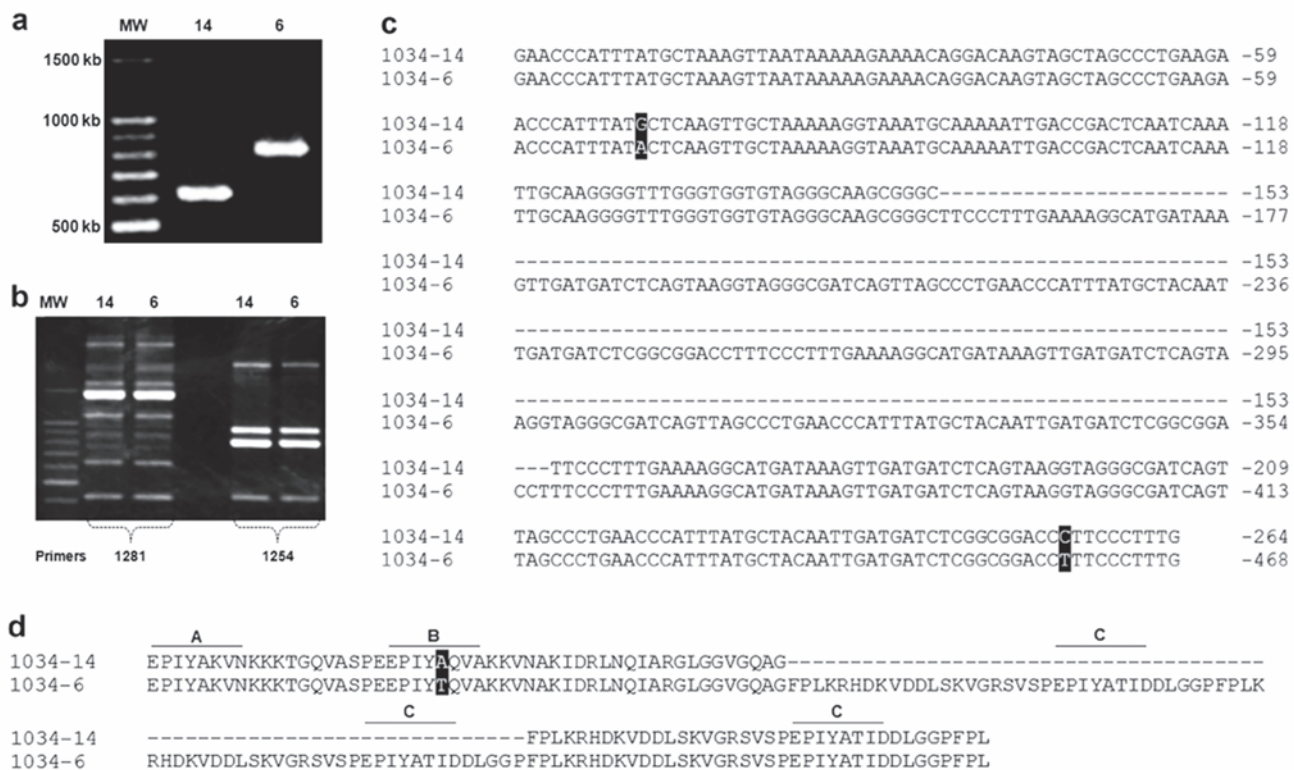 a
MW 14 6
1500 kb
1000 kb
500 kb
b
MW 14 6 14 6
Primers 1281 1254
c
1034-14 GAACCCATTTATGCTAAAGTTAATAAAAAGAAAACAGGACAAGTAGCTAGCCCTGAAGA -59
1034-6 GAACCCATTTATGCTAAAGTTAATAAAAAGAAAACAGGACAAGTAGCTAGCCCTGAAGA -59
1034-14 ACCCATTTATGCTCAAGTTGCTAAAAAGGTAAATGCAAAAATTGACCGACTCAATCAAA -118
1034-6 ACCCATTTATACTCAAGTTGCTAAAAAGGTAAATGCAAAAATTGACCGACTCAATCAAA -118
1034-14 TTGCAAGGGGTTTGGGTGGTGTAGGGCAAGCGGGC------------------------ -153
1034-6 TTGCAAGGGGTTTGGGTGGTGTAGGGCAAGCGGGCTTCCCTTTGAAAAGGCATGATAAA -177
1034-14 ----------------------------------------------------------- -153
1034-6 GTTGATGATCTCAGTAAGGTAGGGCGATCAGTTAGCCCTGAACCCATTTATGCTACAAT -236
1034-14 ----------------------------------------------------------- -153
1034-6 TGATGATCTCGGCGGACCTTTCCCTTTGAAAAGGCATGATAAAGTTGATGATCTCAGTA -295
1034-14 ----------------------------------------------------------- -153
1034-6 AGGTAGGGCGATCAGTTAGCCCTGAACCCATTTATGCTACAATTGATGATCTCGGCGGA -354
1034-14 ---TTCCCTTTGAAAAGGCATGATAAAGTTGATGATCTCAGTAAGGTAGGGCGATCAGT -209
1034-6 CCTTTCCCTTTGAAAAGGCATGATAAAGTTGATGATCTCAGTAAGGTAGGGCGATCAGT -413
1034-14 TAGCCCTGAACCCATTTATGCTACAATTGATGATCTCGGCGGACCCTTCCCTTTG -264
1034-6 TAGCCCTGAACCCATTTATGCTACAATTGATGATCTCGGCGGACCTTTCCCTTTG -468
d
A B C
1034-14 EPIYAKVNKKKTGQVASPEEPIYAQVAKKVNAKIDRLNQIARGLGGVGQAG--------------------------------------
1034-6 EPIYAKVNKKKTGQVASPEEPIYTQVAKKVNAKIDRLNQIARGLGGVGQAGFPLKRHDKVDDLSKVGRSVSPEPIYATIDDLGGPFPLK
C C
1034-14 ------------------------------FPLKRHDKVDDLSKVGRSVSPEPIYATIDDLGGPFPL
1034-6 RHDKVDDLSKVGRSVSPEPIYATIDDLGGPFPLKRHDKVDDLSKVGRSVSPEPIYATIDDLGGPFPL